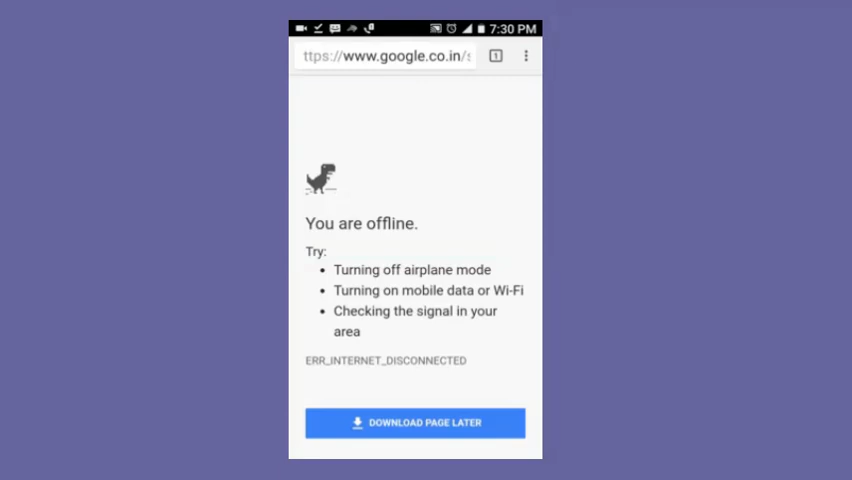 7:30 PM
ttps://www.google.co.in/s
1
You are offline.
Try:
• Turning off airplane mode
• Turning on mobile data or Wi-Fi
• Checking the signal in your
area
ERR_INTERNET_DISCONNECTED
DOWNLOAD PAGE LATER